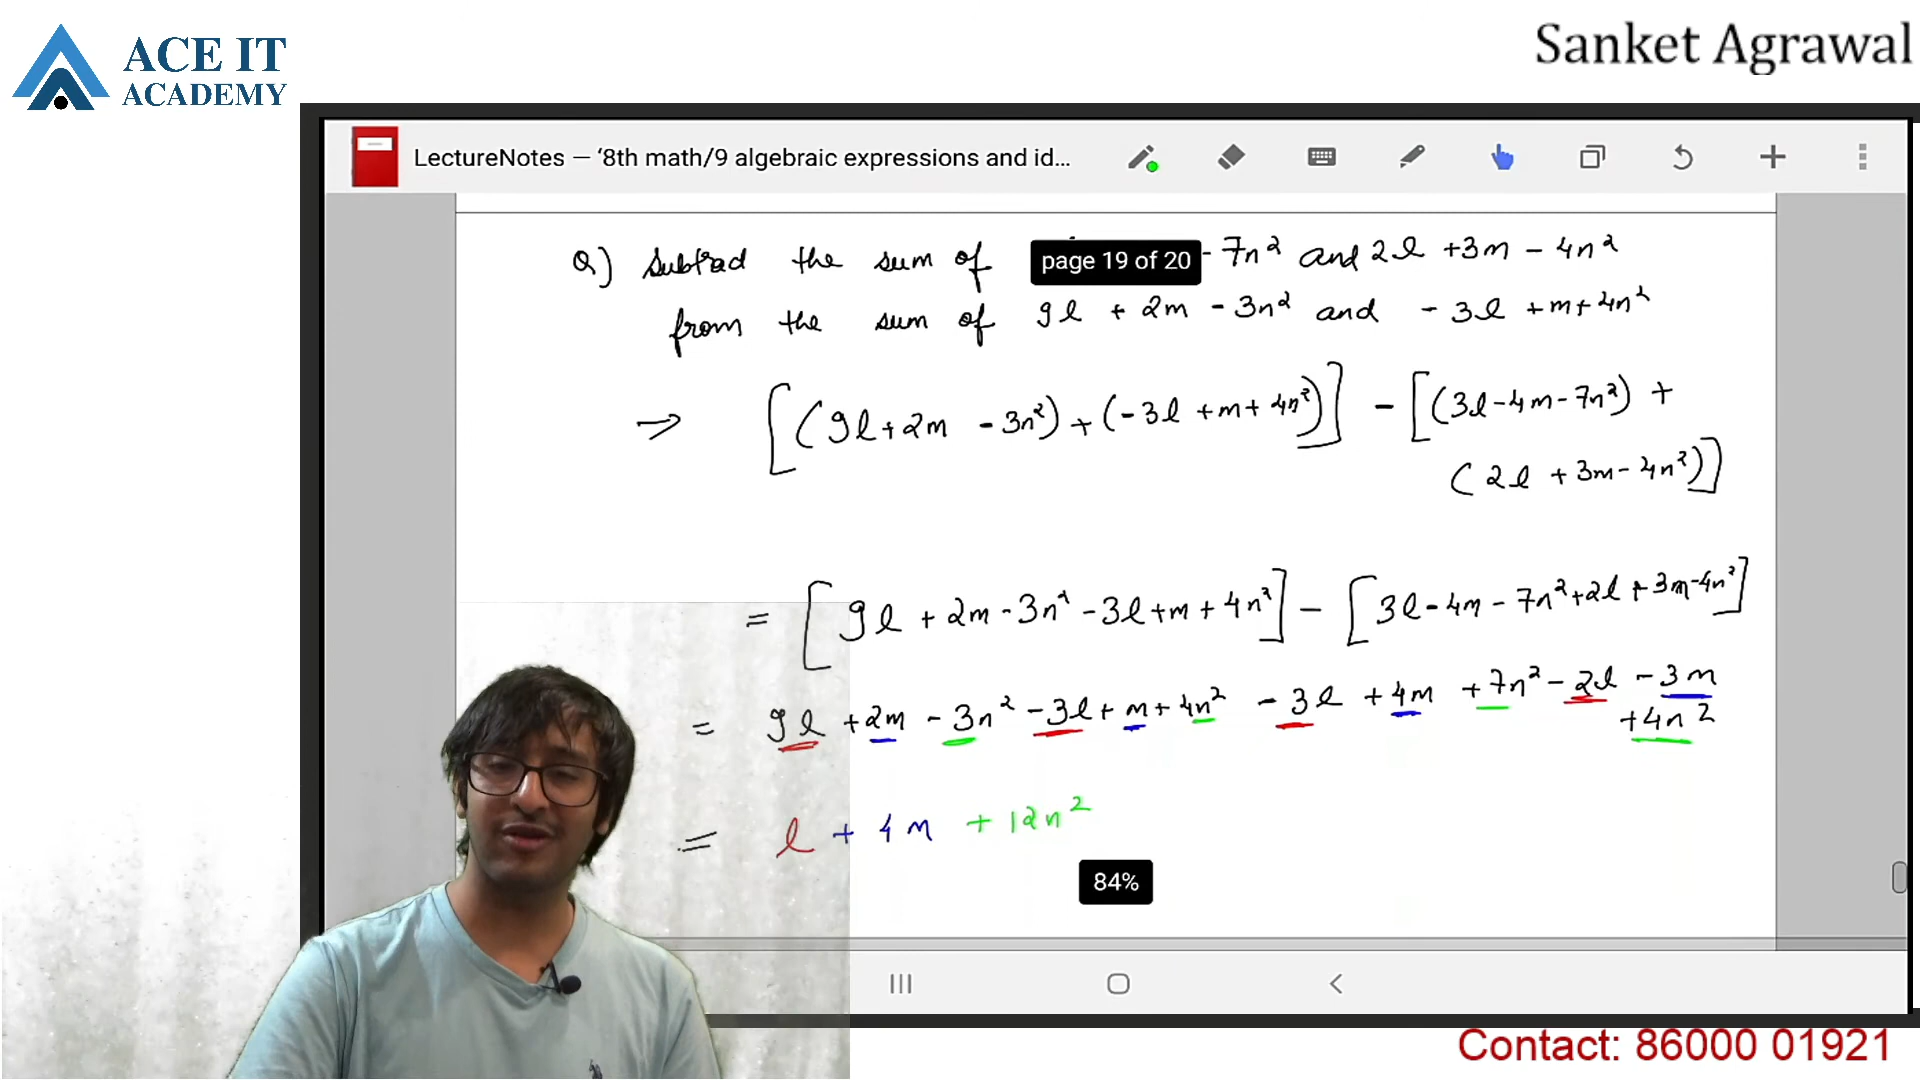 ACE IT
ACADEMY
Sanket Agrawal
LectureNotes — ‘8th math/9 algebraic expressions and id...
Q) Subtrad the sum of page 19 of 20 - 7n² and 2l + 3m - 4n²
from the sum of 9l + 2m - 3n² and - 3l + m + 4n²
⇒ [(9l + 2m - 3n²) + (-3l + m + 4n²)] - [(3l - 4m - 7n²) +
(2l + 3m - 4n²)]
= [9l + 2m - 3n² - 3l + m + 4n²] - [3l - 4m - 7n² + 2l + 3m - 4n²]
= 9l + 2m - 3n² - 3l + m + 4n² - 3l + 4m + 7n² - 2l - 3m
+ 4n²
= l + 4m + 12n²
84%
Contact: 86000 01921